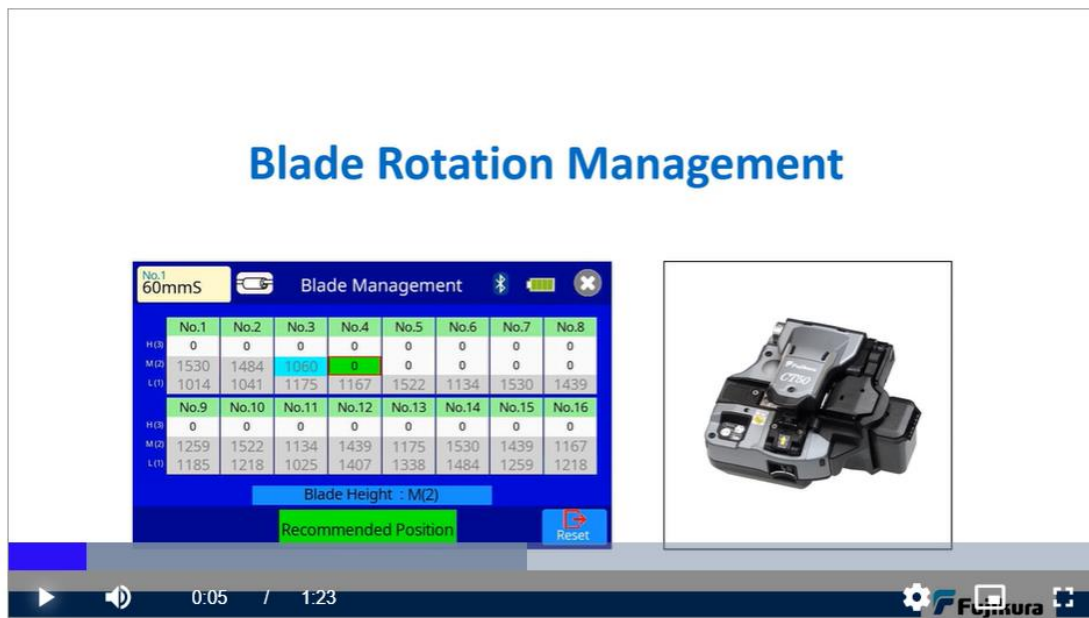 Blade Rotation Management
No.1
60mmS
Blade Management
No.1 No.2 No.3 No.4 No.5 No.6 No.7 No.8
H(3) 0 0 0 0 0 0 0 0
M(2) 1530 1484 1060 0 0 0 0 0
L(1) 1014 1041 1175 1167 1522 1134 1530 1439
No.9 No.10 No.11 No.12 No.13 No.14 No.15 No.16
H(3) 0 0 0 0 0 0 0 0
M(2) 1259 1522 1134 1439 1175 1530 1439 1167
L(1) 1185 1218 1025 1407 1338 1484 1259 1218
Blade Height : M(2)
Recommended Position
Reset
Fujikura
CT50
0:05 / 1:23
Fujikura